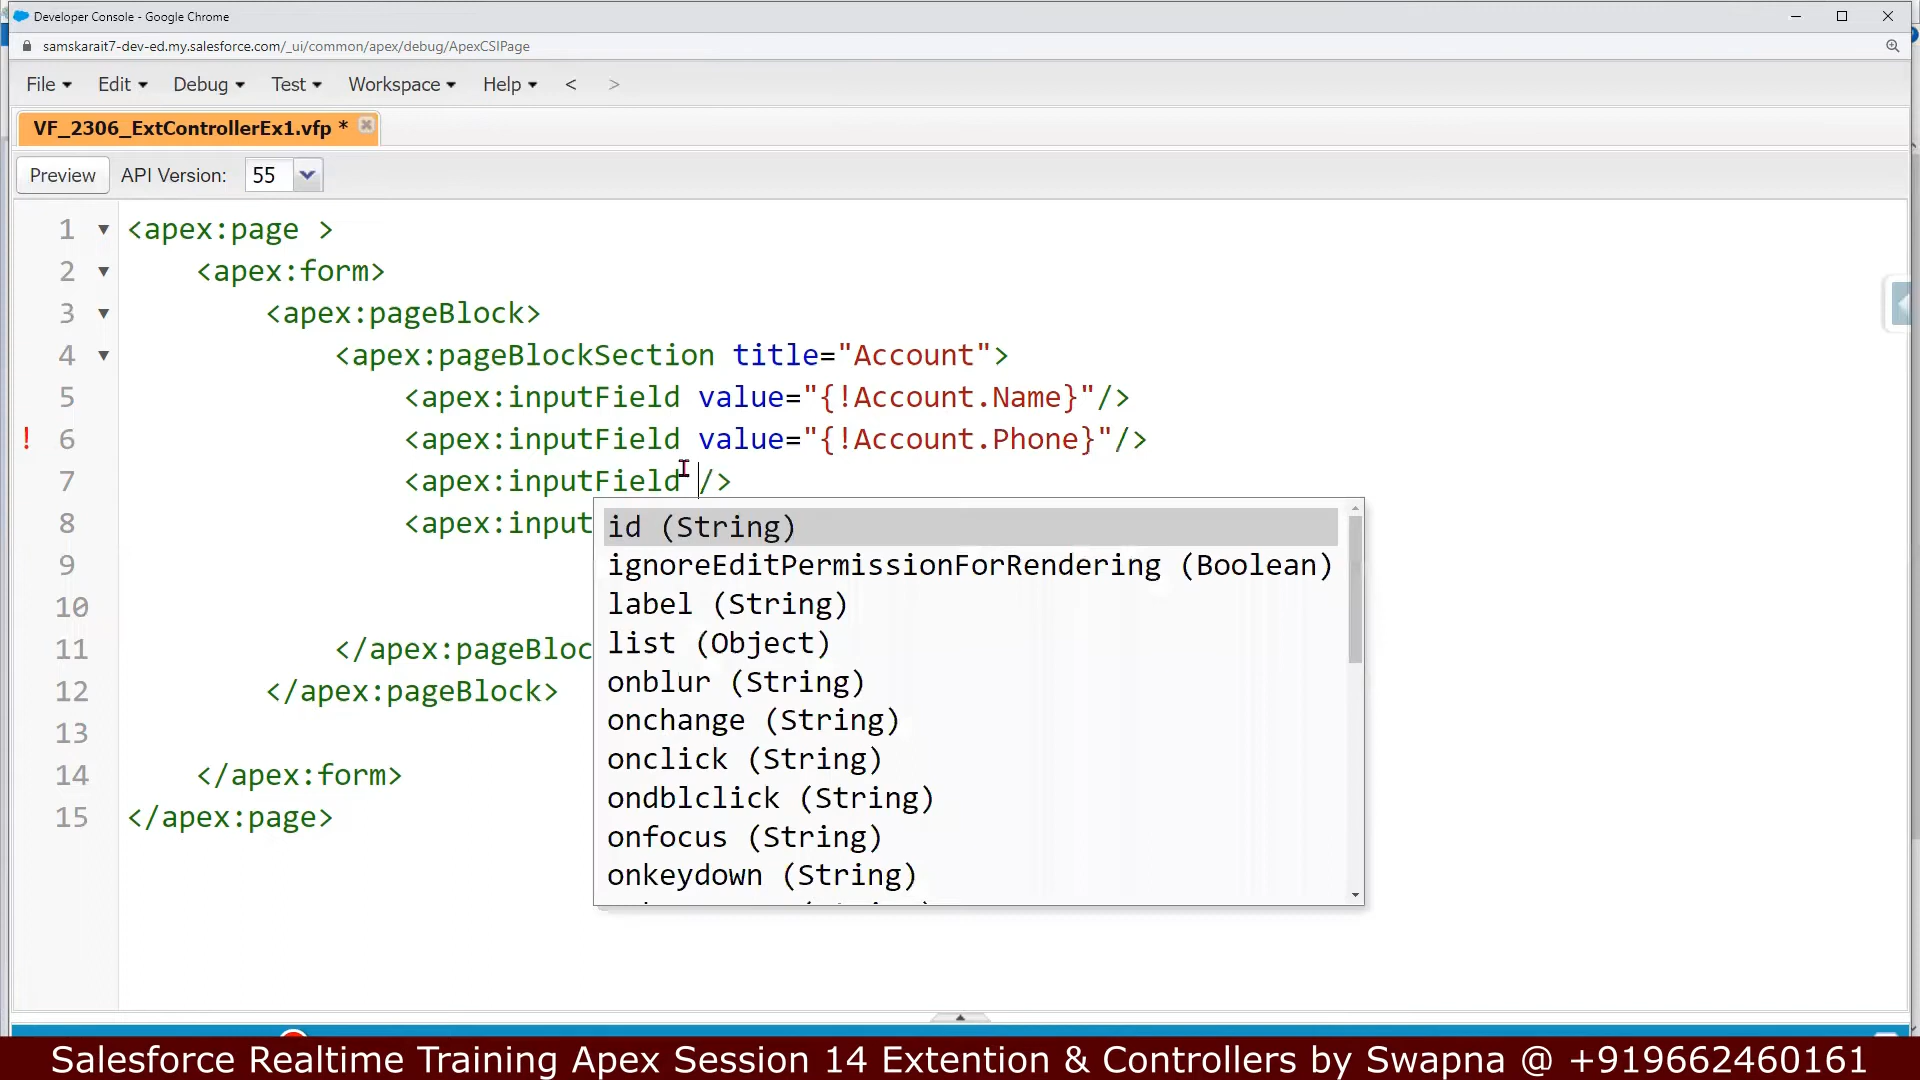 Developer Console - Google Chrome
samskarait7-dev-ed.my.salesforce.com/_ui/common/apex/debug/ApexCSIPage
File Edit Debug Test Workspace Help < >
VF_2306_ExtControllerEx1.vfp *
Preview API Version: 55
1 <apex:page >
2 <apex:form>
3 <apex:pageBlock>
4 <apex:pageBlockSection title="Account">
5 <apex:inputField value="{!Account.Name}"/>
! 6 <apex:inputField value="{!Account.Phone}"/>
7 <apex:inputField />
8 <apex:input
9
10
11 </apex:pageBloc
12 </apex:pageBlock>
13
14 </apex:form>
15 </apex:page>
id (String)
ignoreEditPermissionForRendering (Boolean)
label (String)
list (Object)
onblur (String)
onchange (String)
onclick (String)
ondblclick (String)
onfocus (String)
onkeydown (String)
Salesforce Realtime Training Apex Session 14 Extention & Controllers by Swapna @ +919662460161